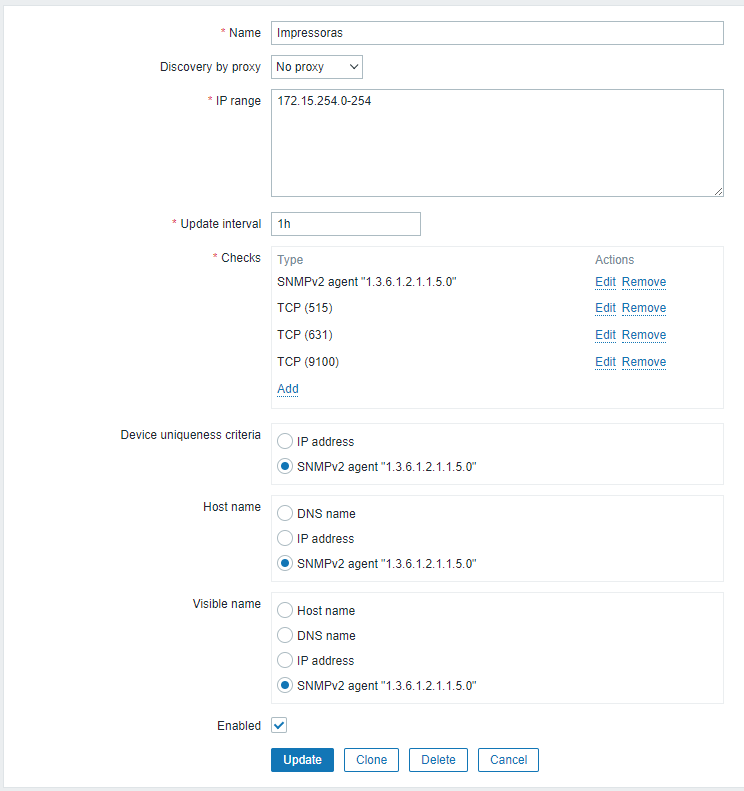 * Name Impressoras
Discovery by proxy No proxy
* IP range 172.15.254.0-254
* Update interval 1h
* Checks Type Actions
SNMPv2 agent "1.3.6.1.2.1.1.5.0" Edit Remove
TCP (515) Edit Remove
TCP (631) Edit Remove
TCP (9100) Edit Remove
Add
Device uniqueness criteria IP address
SNMPv2 agent "1.3.6.1.2.1.1.5.0"
Host name DNS name
IP address
SNMPv2 agent "1.3.6.1.2.1.1.5.0"
Visible name Host name
DNS name
IP address
SNMPv2 agent "1.3.6.1.2.1.1.5.0"
Enabled
Update Clone Delete Cancel